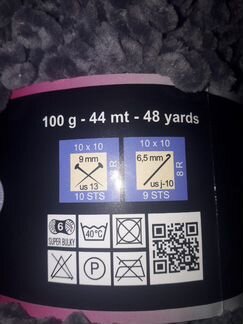 100 g - 44 mt - 48 yards
10 x 10
9 mm
us 13
10 STS
10 x 10
6,5 mm
us j-10
8 R
9 STS
6
SUPER BULKY
40°C
P